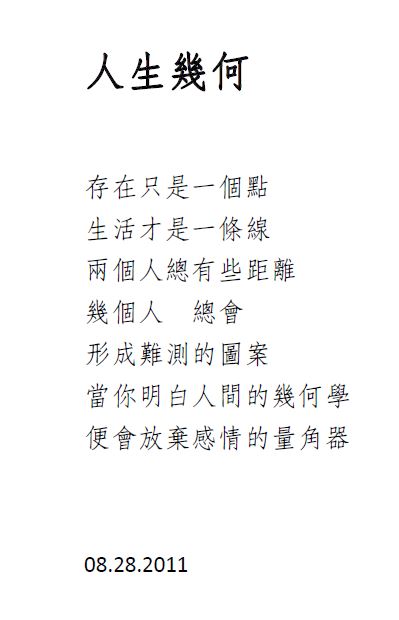 人生幾何
存在只是一個點
生活才是一條線
兩個人總有些距離
幾個人　總會
形成難測的圖案
當你明白人間的幾何學
便會放棄感情的量角器
08.28.2011